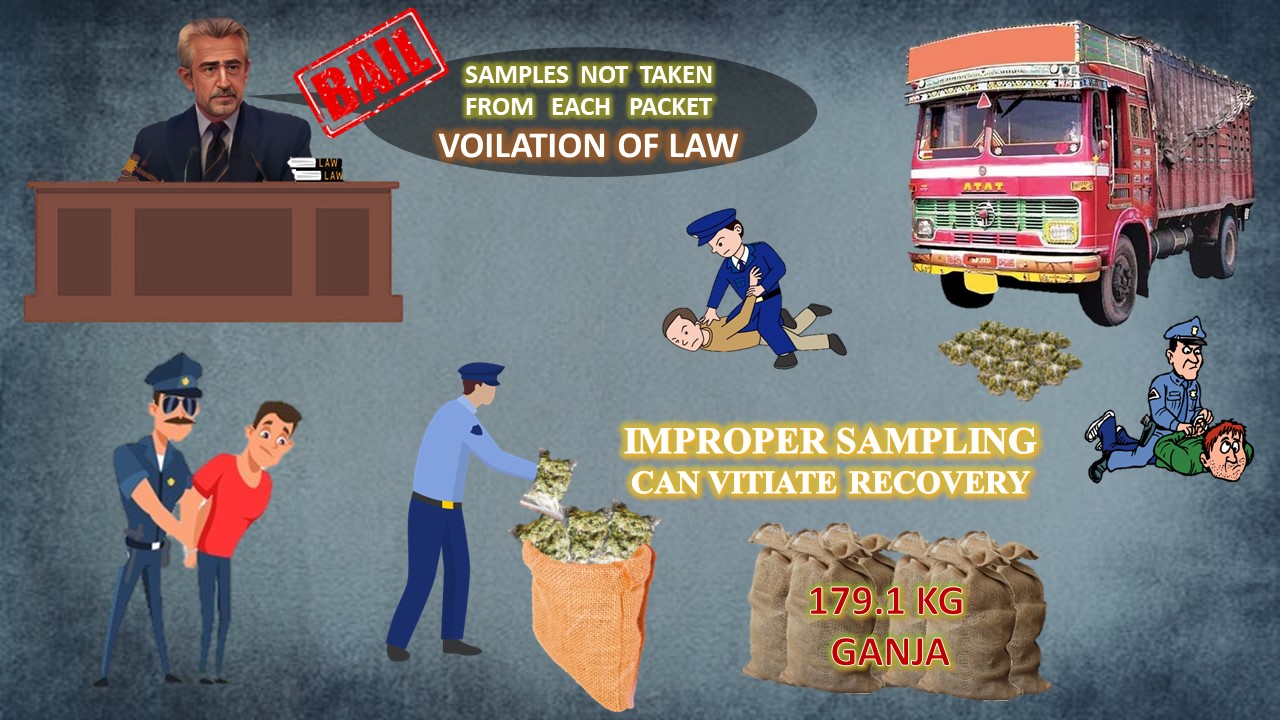 BAIL
SAMPLES NOT TAKEN
FROM EACH PACKET
VOILATION OF LAW
LAW
LAW
ATAT
IMPROPER SAMPLING
CAN VITIATE RECOVERY
179.1 KG
GANJA